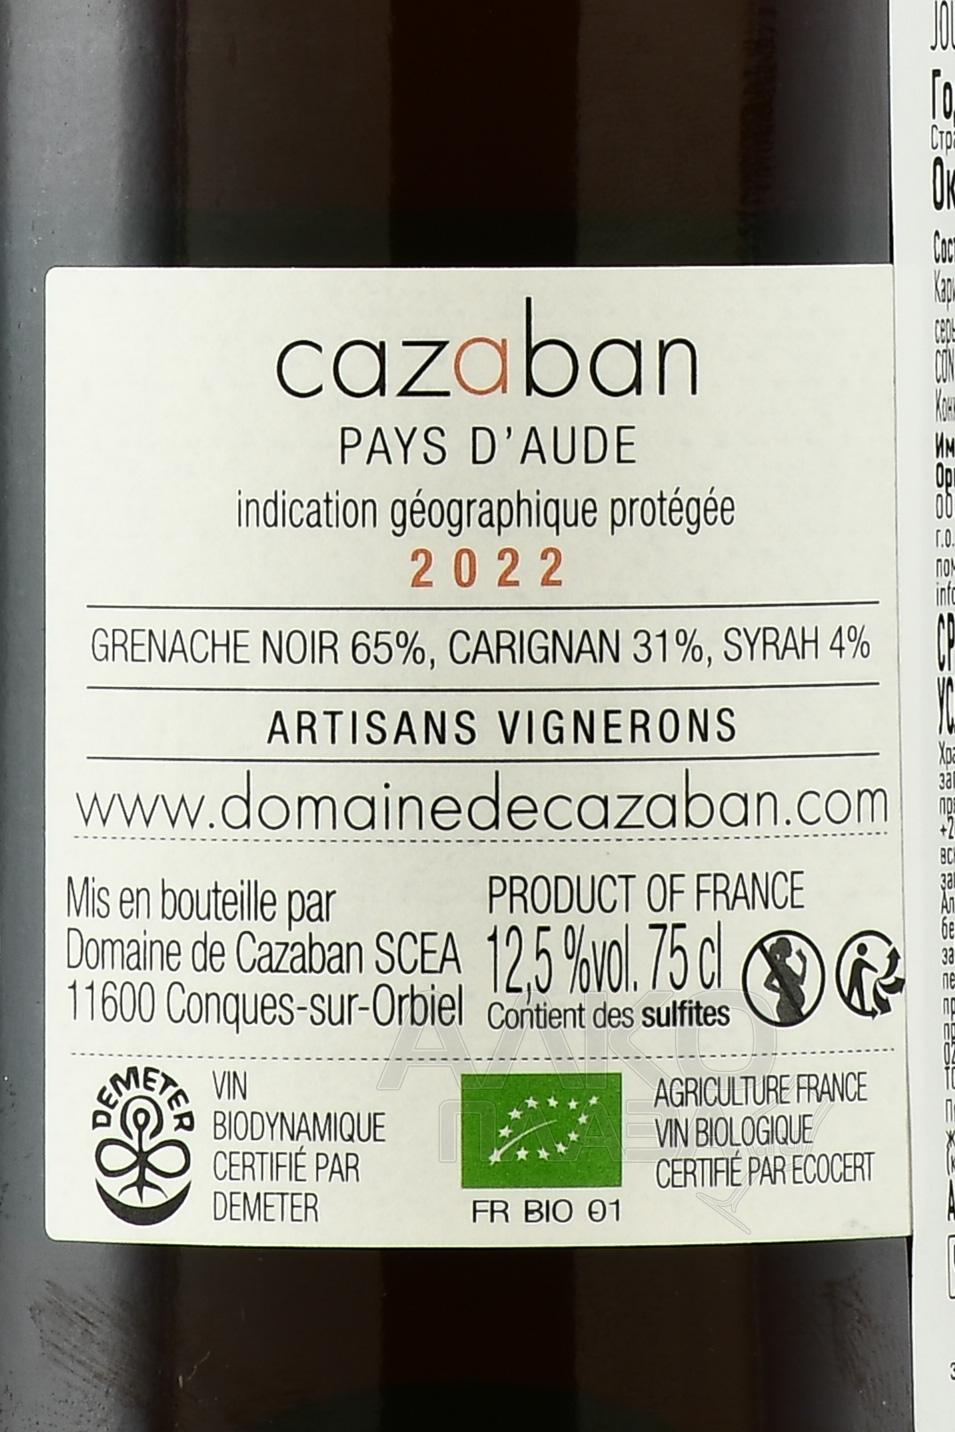 cazaban
PAYS D'AUDE
indication géographique protégée
2022
GRENACHE NOIR 65%, CARIGNAN 31%, SYRAH 4%
ARTISANS VIGNERONS
www.domainedecazaban.com
Mis en bouteille par
Domaine de Cazaban SCEA
11600 Conques-sur-Orbiel
PRODUCT OF FRANCE
12,5 %vol. 75 cl
Contient des sulfites
DEMETER
VIN
BIODYNAMIQUE
CERTIFIÉ PAR
DEMETER
FR BIO 01
AGRICULTURE FRANCE
VIN BIOLOGIQUE
CERTIFIÉ PAR ECOCERT
АЛКО
ПЛАЗА